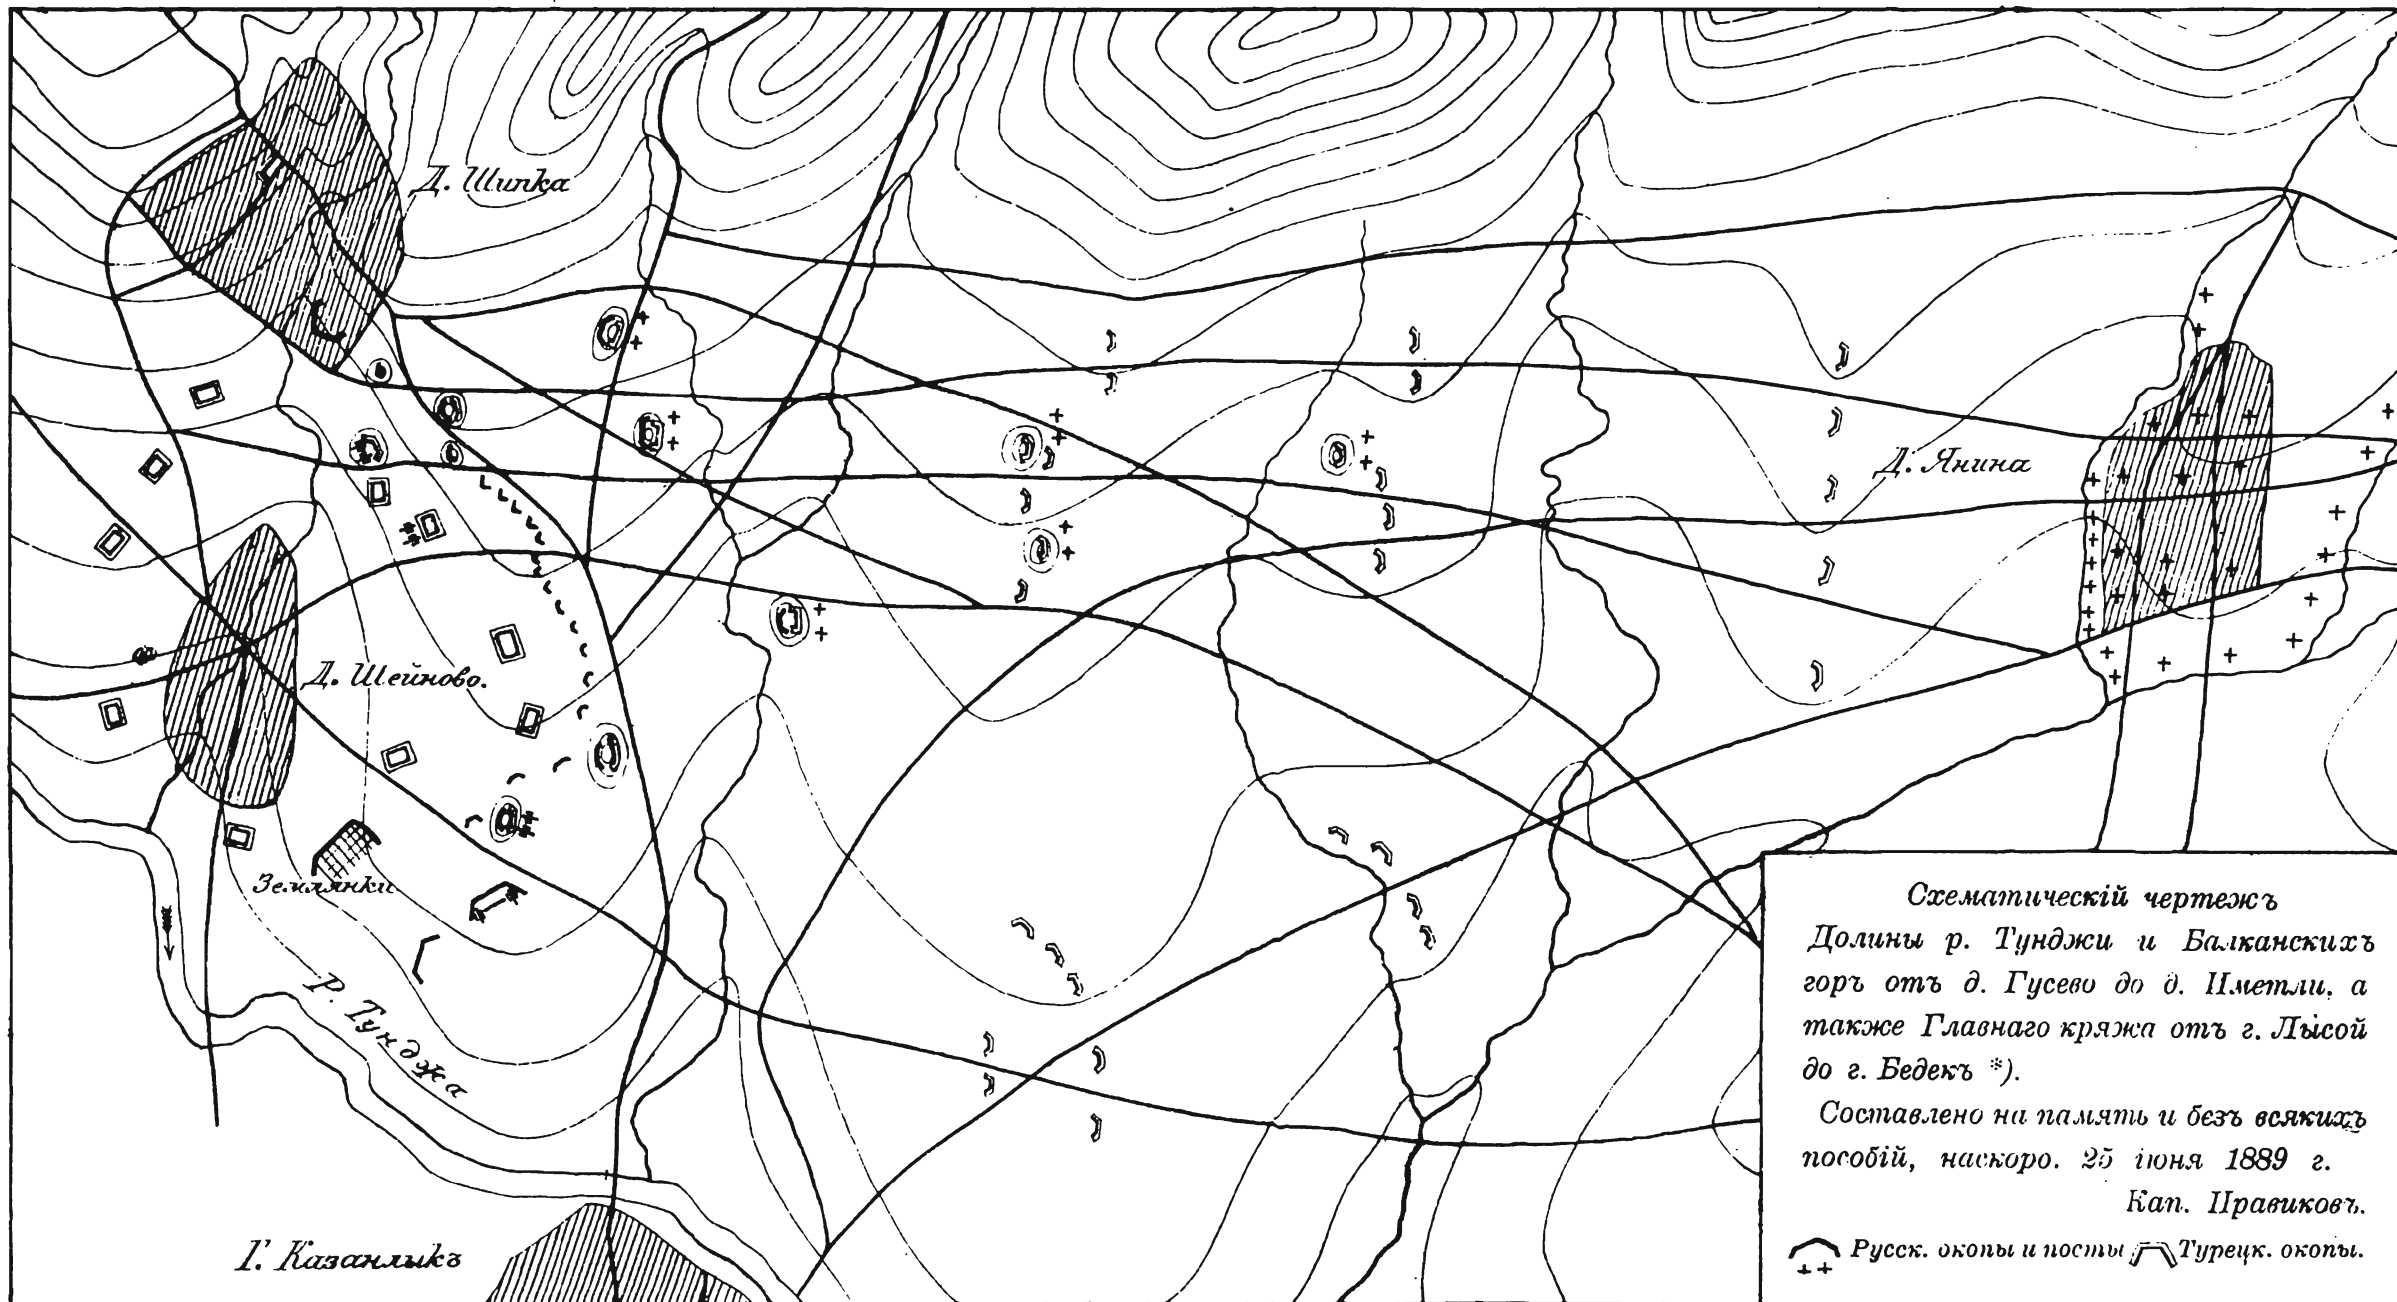 Д. Шипка
Д. Янина
Д. Шейново.
Землянки
Р. Тунджа
Г. Казанлыкъ
Схематическій чертежъ
Долины р. Тунджи и Балканскихъ
горъ отъ д. Гусево до д. Иметли, а
также Главнаго кряжа отъ г. Лысой
до г. Бедекъ *).
Составлено на память и безъ всякихъ
пособій, наскоро. 25 іюня 1889 г.
Кап. Правиковъ.
Русск. окопы и посты Турецк. окопы.